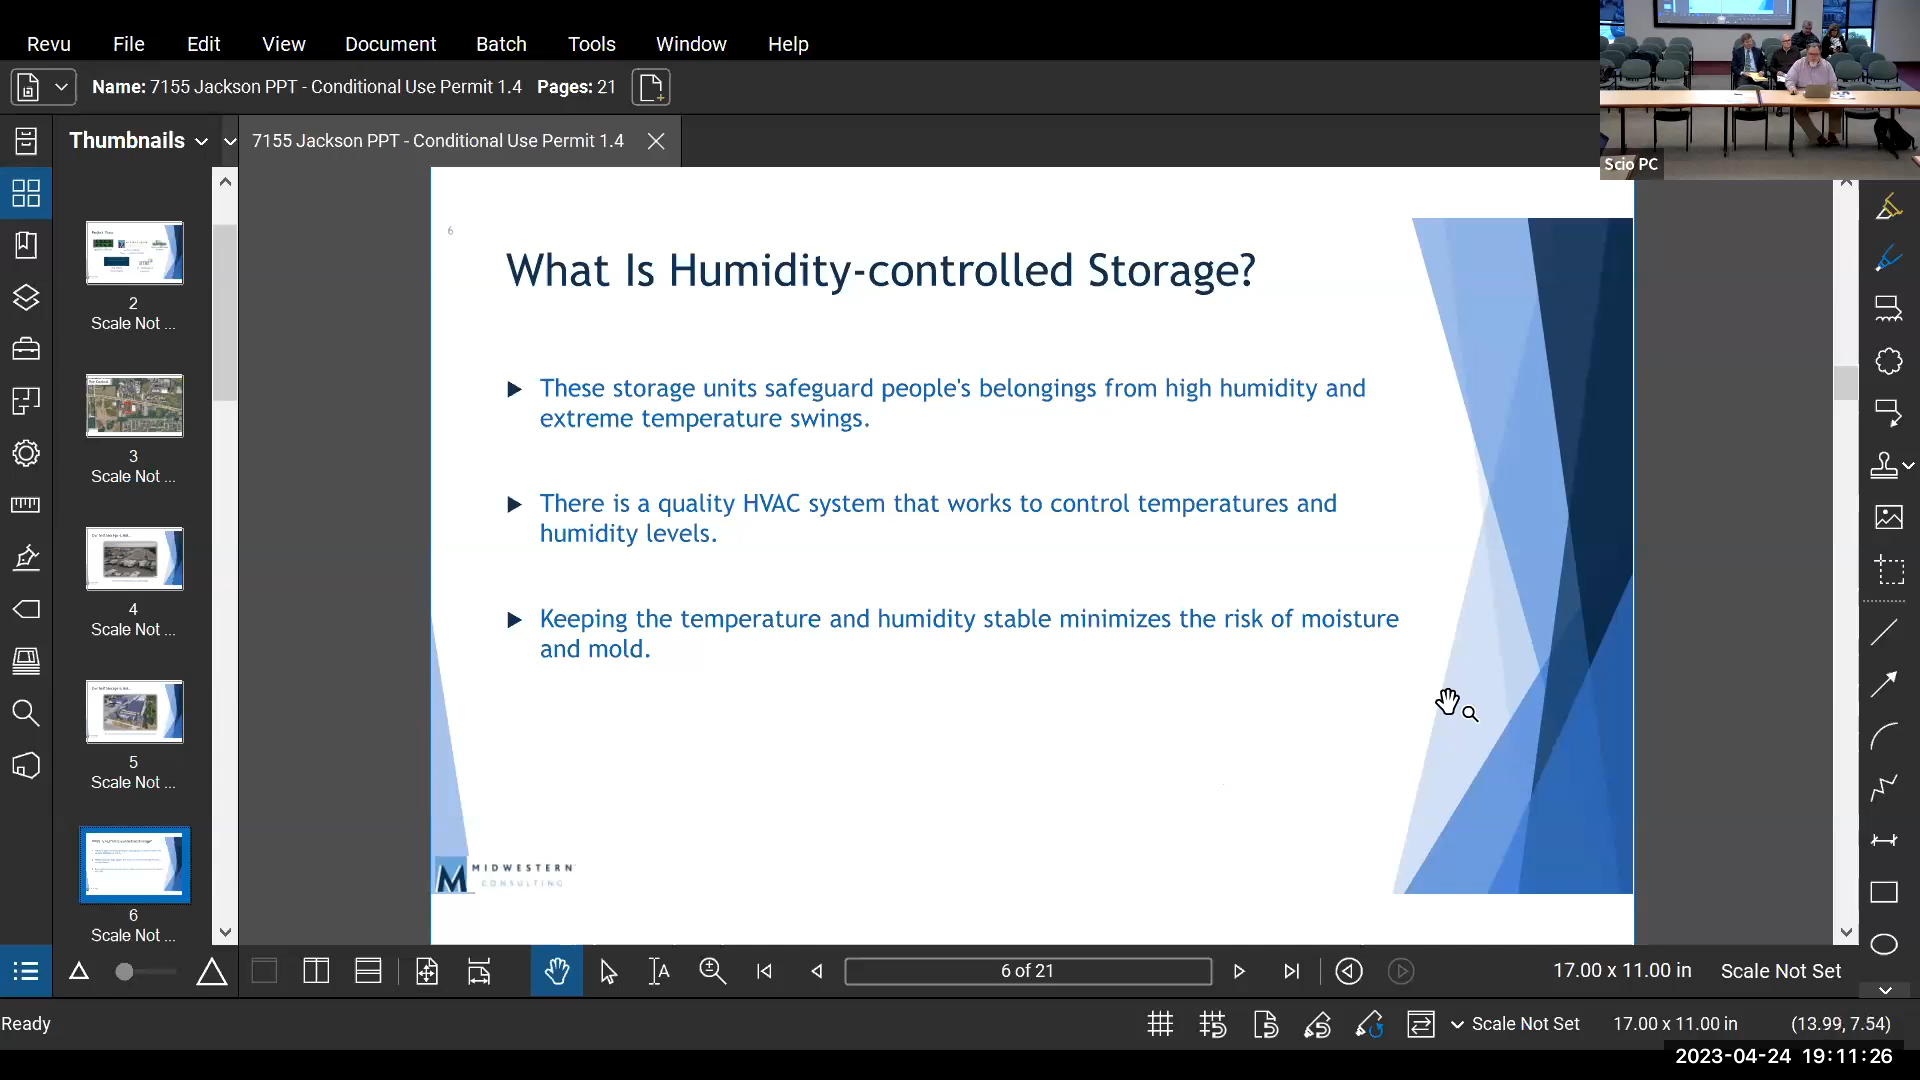 Revu File Edit View Document Batch Tools Window Help
Name: 7155 Jackson PPT - Conditional Use Permit 1.4 Pages: 21
Scio PC
Thumbnails
7155 Jackson PPT - Conditional Use Permit 1.4
2
Scale Not ...
3
Scale Not ...
4
Scale Not ...
5
Scale Not ...
6
Scale Not ...
6
What Is Humidity-controlled Storage?
These storage units safeguard people's belongings from high humidity and
extreme temperature swings.
There is a quality HVAC system that works to control temperatures and
humidity levels.
Keeping the temperature and humidity stable minimizes the risk of moisture
and mold.
M MIDWESTERN
CONSULTING
6 of 21
17.00 x 11.00 in Scale Not Set
Ready
Scale Not Set 17.00 x 11.00 in (13.99, 7.54)
2023-04-24 19:11:26